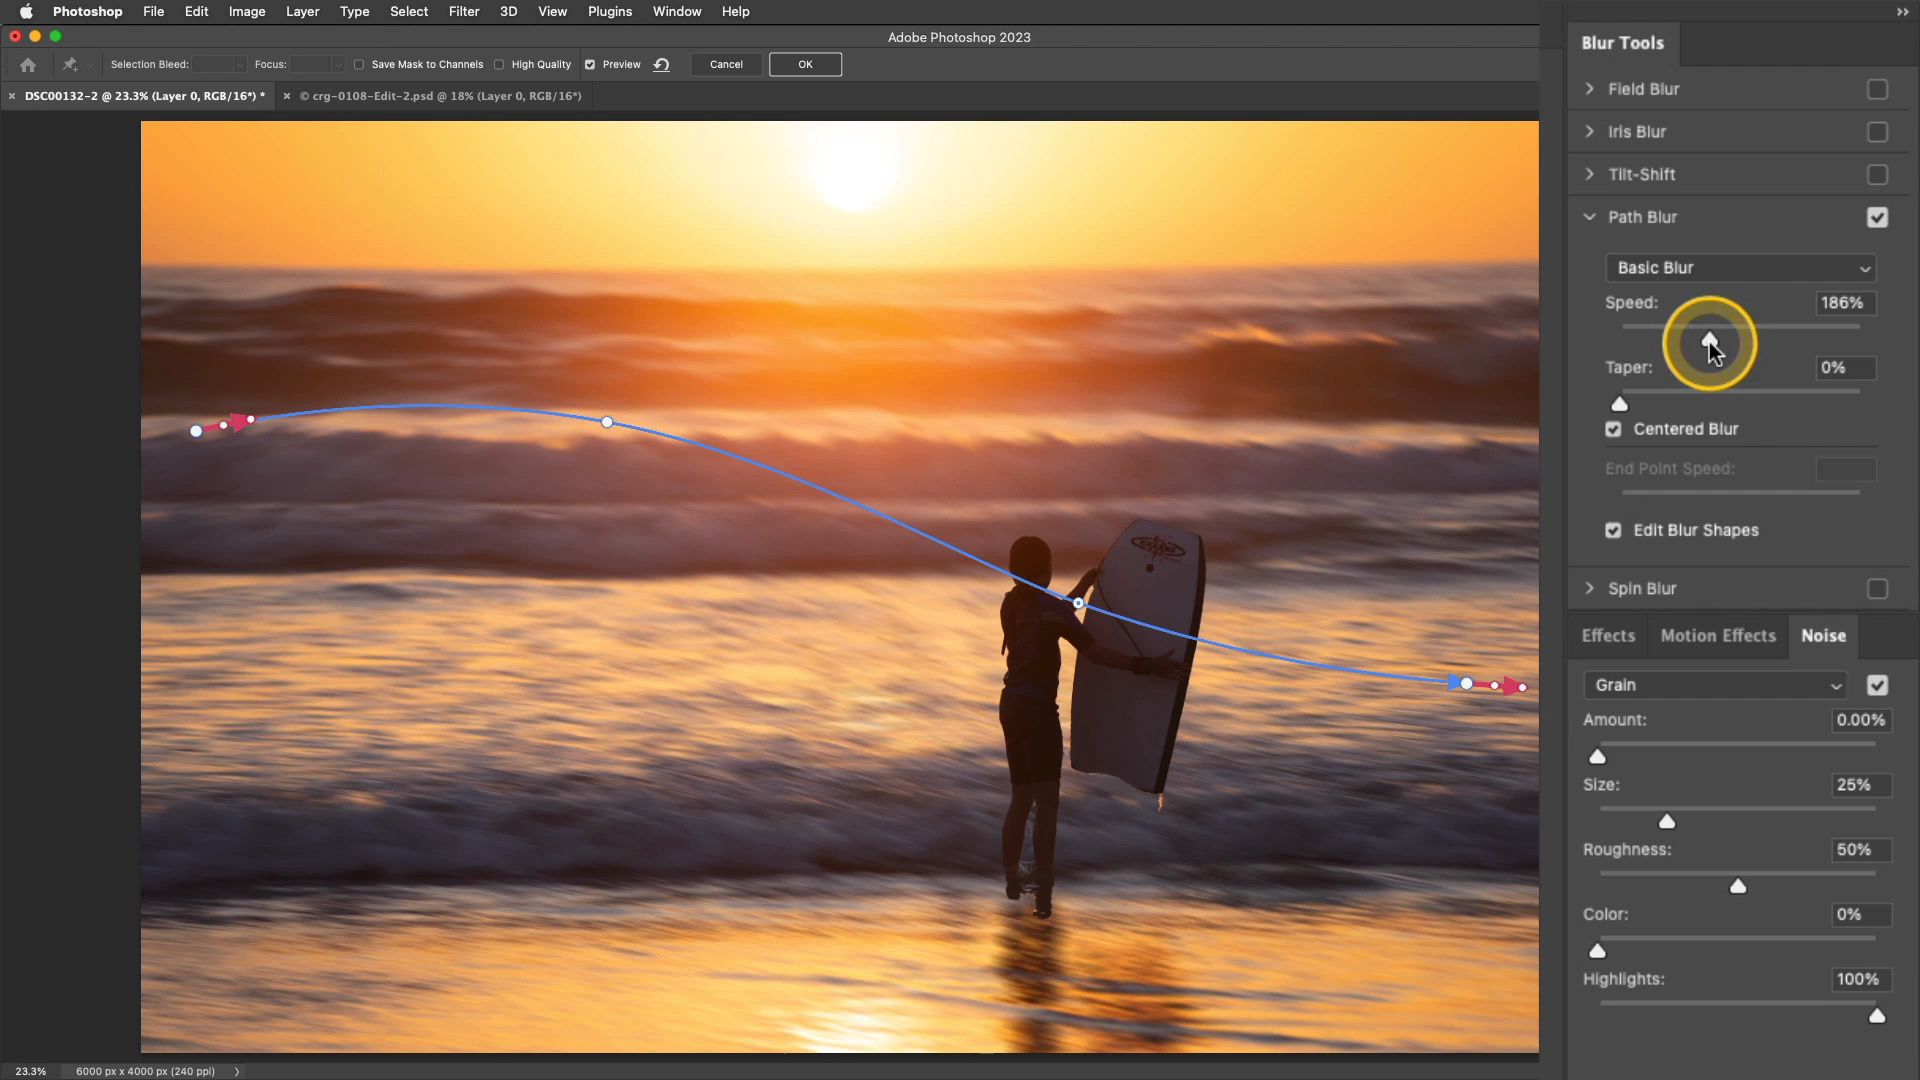 Photoshop File Edit Image Layer Type Select Filter 3D View Plugins Window Help
Adobe Photoshop 2023
Selection Bleed: Focus: Save Mask to Channels High Quality Preview Cancel OK
DSC00132-2 @ 23.3% (Layer 0, RGB/16*) * © crg-0108-Edit-2.psd @ 18% (Layer 0, RGB/16*)
Blur Tools
Field Blur
Iris Blur
Tilt-Shift
Path Blur
Basic Blur
Speed: 186%
Taper: 0%
Centered Blur
End Point Speed:
Edit Blur Shapes
Spin Blur
Effects Motion Effects Noise
Grain
Amount: 0.00%
Size: 25%
Roughness: 50%
Color: 0%
Highlights: 100%
23.3% 6000 px x 4000 px (240 ppi)